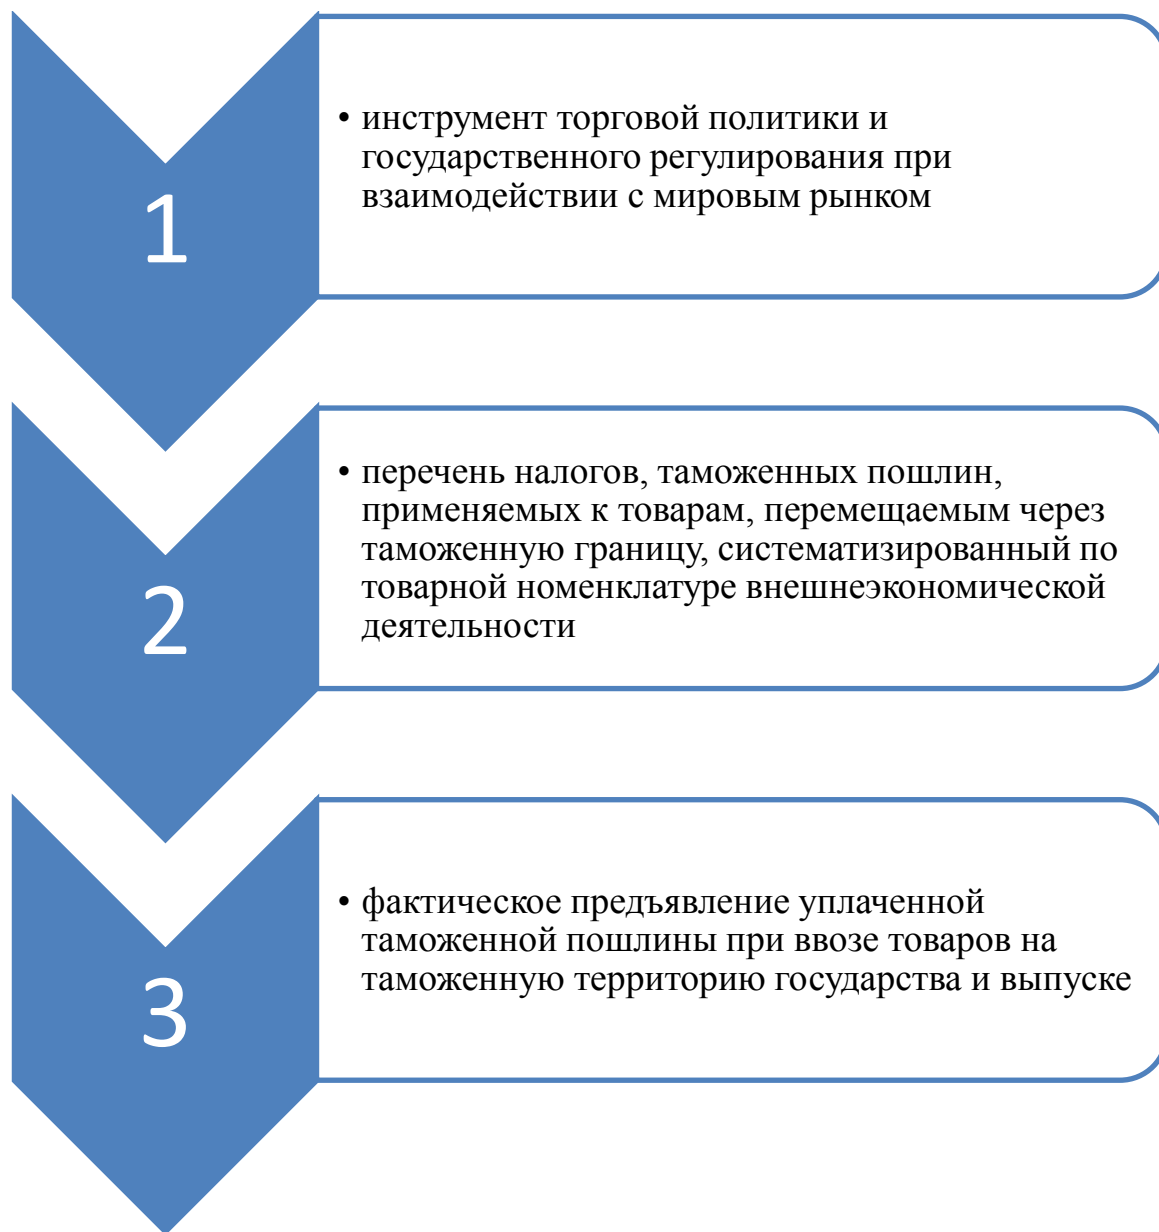 1
• инструмент торговой политики и
государственного регулирования при
взаимодействии с мировым рынком
2
• перечень налогов, таможенных пошлин,
применяемых к товарам, перемещаемым через
таможенную границу, систематизированный по
товарной номенклатуре внешнеэкономической
деятельности
3
• фактическое предъявление уплаченной
таможенной пошлины при ввозе товаров на
таможенную территорию государства и выпуске